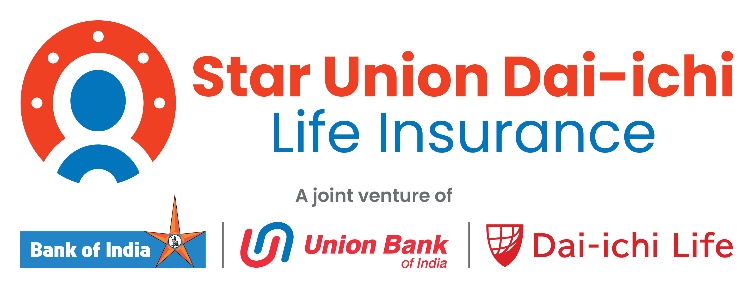 Star Union Dai-ichi
Life Insurance
A joint venture of
Bank of India
Union Bank
of India
Dai-ichi Life